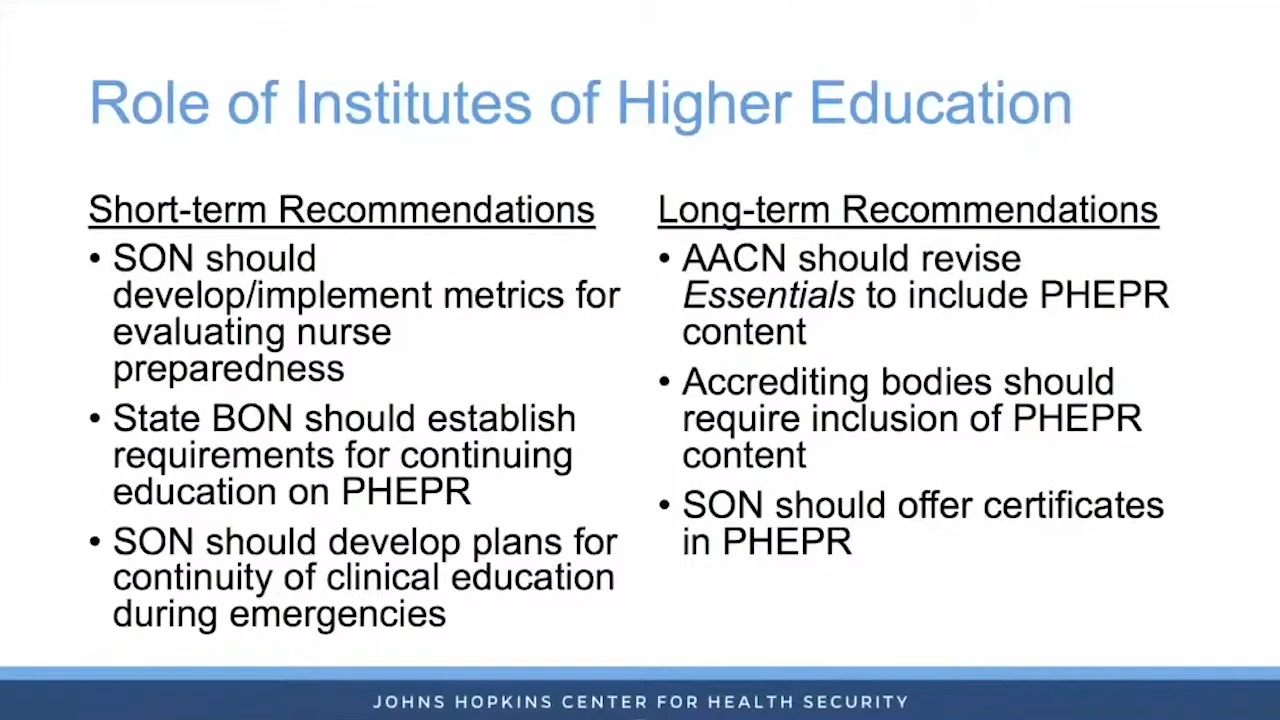 Role of Institutes of Higher Education
Short-term Recommendations
• SON should
develop/implement metrics for
evaluating nurse
preparedness
• State BON should establish
requirements for continuing
education on PHEPR
• SON should develop plans for
continuity of clinical education
during emergencies
Long-term Recommendations
• AACN should revise
Essentials to include PHEPR
content
• Accrediting bodies should
require inclusion of PHEPR
content
• SON should offer certificates
in PHEPR
JOHNS HOPKINS CENTER FOR HEALTH SECURITY